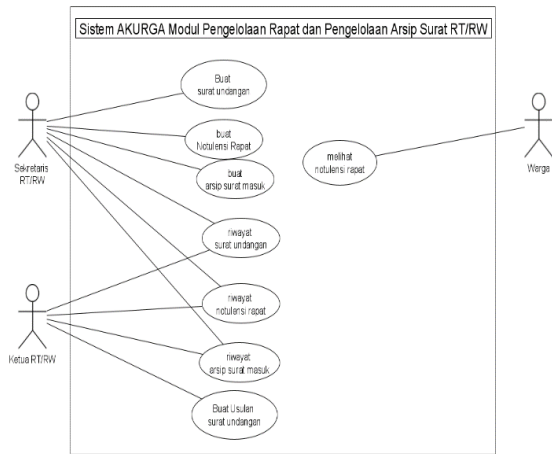 Sistem AKURGA Modul Pengelolaan Rapat dan Pengelolaan Arsip Surat RT/RW
Buat
surat undangan
buat
Notulensi Rapat
buat
arsip surat masuk
Sekretaris
RT/RW
melihat
notulensi rapat
Warga
riwayat
surat undangan
riwayat
notulensi rapat
riwayat
arsip surat masuk
Ketua RT/RW
Buat Usulan
surat undangan